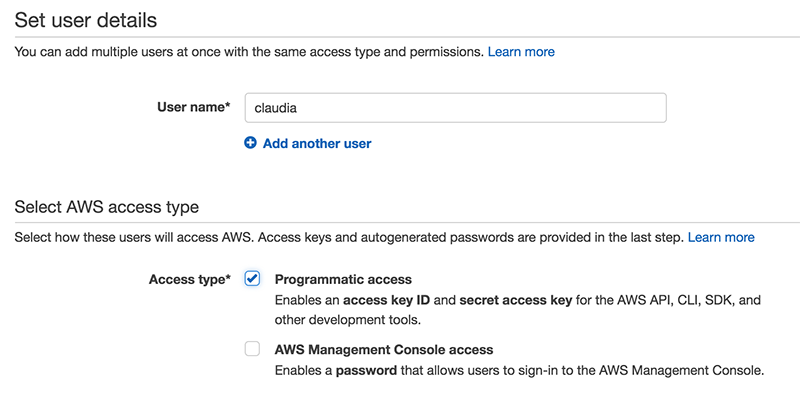 Set user details
You can add multiple users at once with the same access type and permissions. Learn more
User name* claudia
Add another user
Select AWS access type
Select how these users will access AWS. Access keys and autogenerated passwords are provided in the last step. Learn more
Access type* Programmatic access
Enables an access key ID and secret access key for the AWS API, CLI, SDK, and
other development tools.
AWS Management Console access
Enables a password that allows users to sign-in to the AWS Management Console.